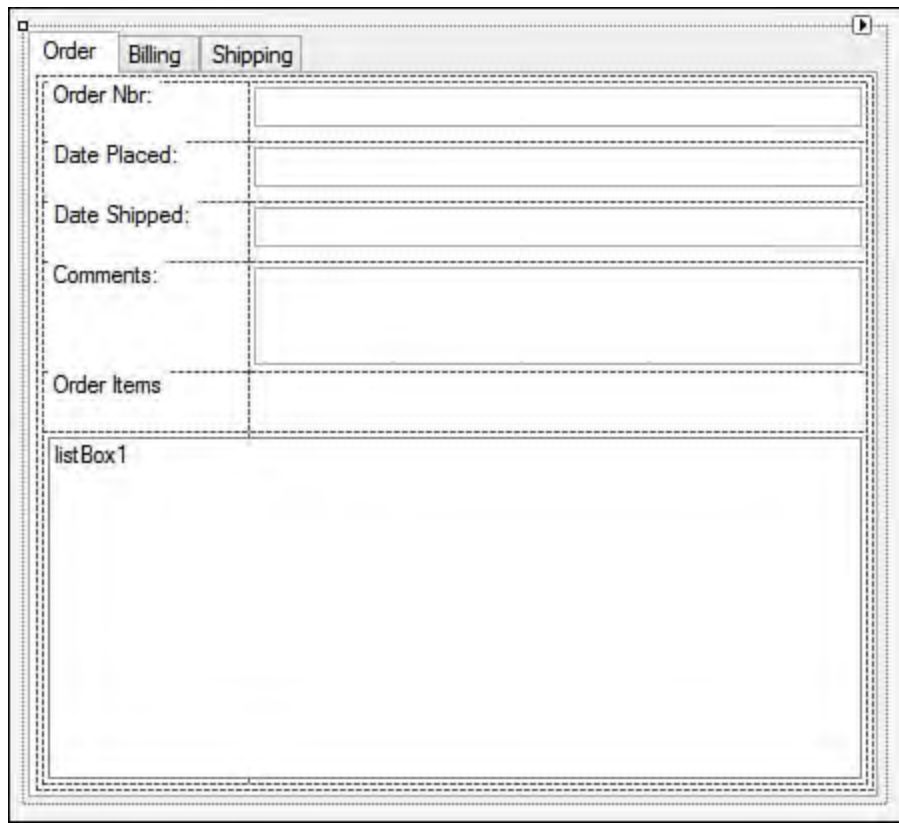 Order Billing Shipping
Order Nbr:
Date Placed:
Date Shipped:
Comments:
Order Items
listBox1